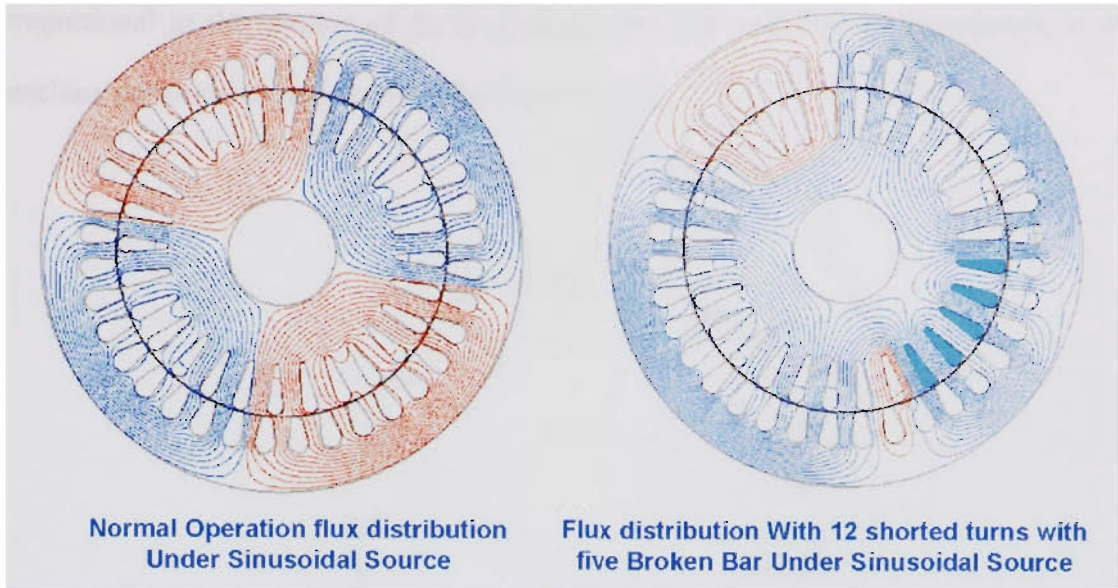 Normal Operation flux distribution
Under Sinusoidal Source
Flux distribution With 12 shorted turns with
five Broken Bar Under Sinusoidal Source